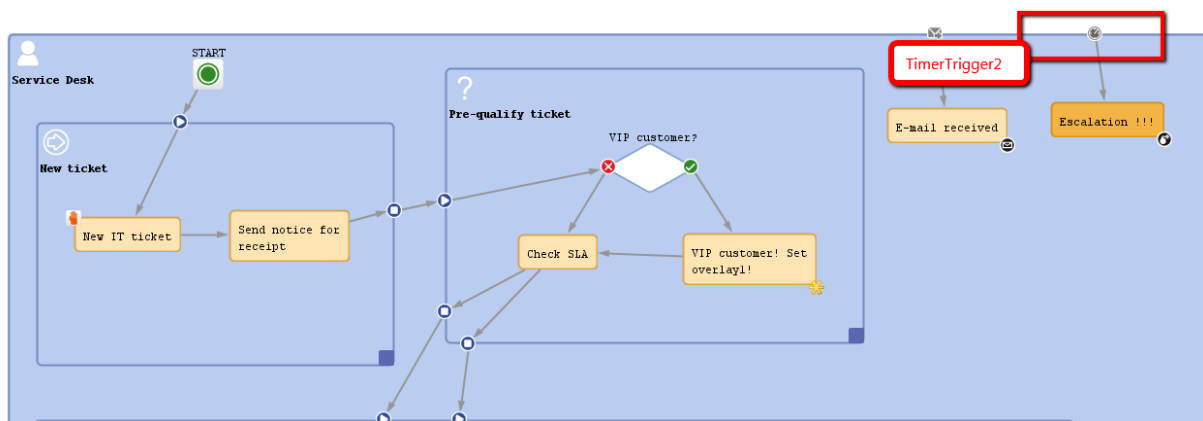 START
Service Desk
TimerTrigger2
Pre-qualify ticket
E-mail received
Escalation !!!
VIP customer?
New ticket
New IT ticket
Send notice for
receipt
Check SLA
VIP customer! Set
overlay1!